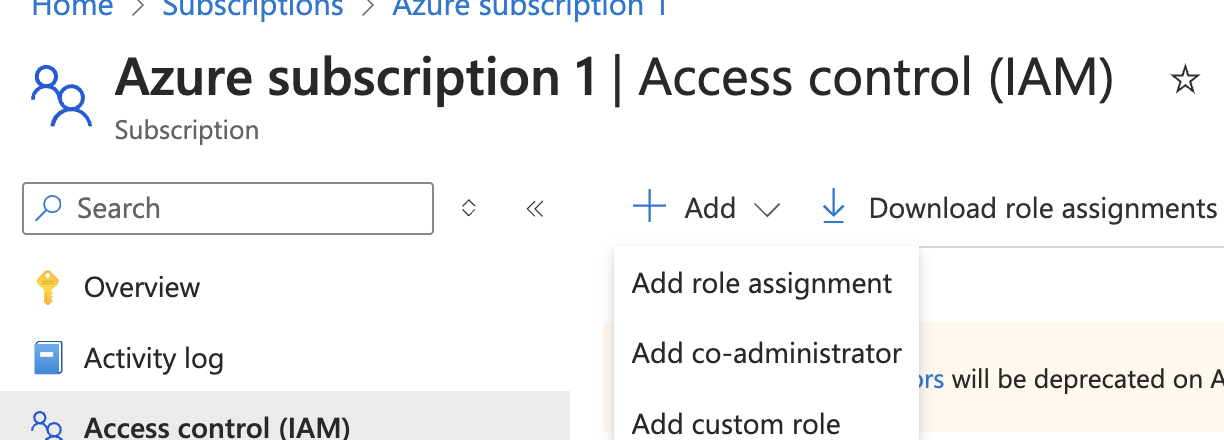 Home > Subscriptions > Azure subscription 1
Azure subscription 1 | Access control (IAM)
Subscription
Search
Add
Download role assignments
Overview
Add role assignment
Activity log
Add co-administrator
will be deprecated on
Access control (IAM)
Add custom role